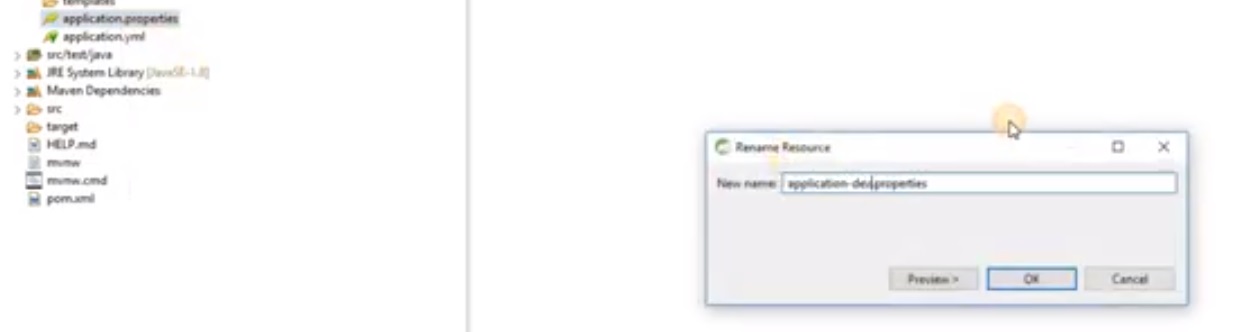 templates
application.properties
application.yml
src/test/java
JRE System Library [JavaSE-1.8]
Maven Dependencies
src
target
HELP.md
mvnw
mvnw.cmd
pom.xml
Rename Resource
New name: application-dev.properties
Preview > OK Cancel